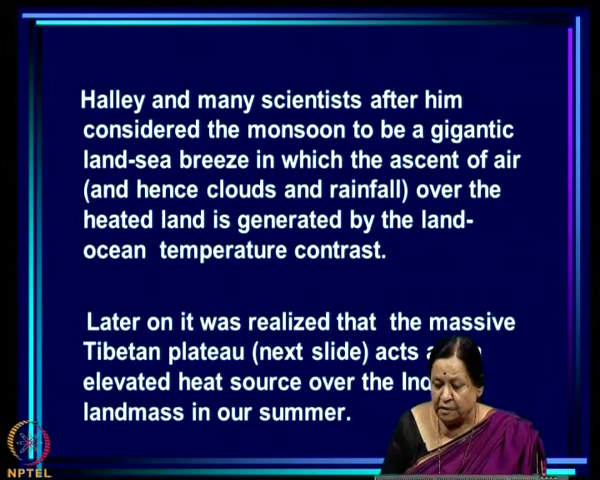 Halley and many scientists after him
considered the monsoon to be a gigantic
land-sea breeze in which the ascent of air
(and hence clouds and rainfall) over the
heated land is generated by the land-
ocean temperature contrast.
Later on it was realized that the massive
Tibetan plateau (next slide) acts
elevated heat source over the
landmass in our summer.
NPTEL